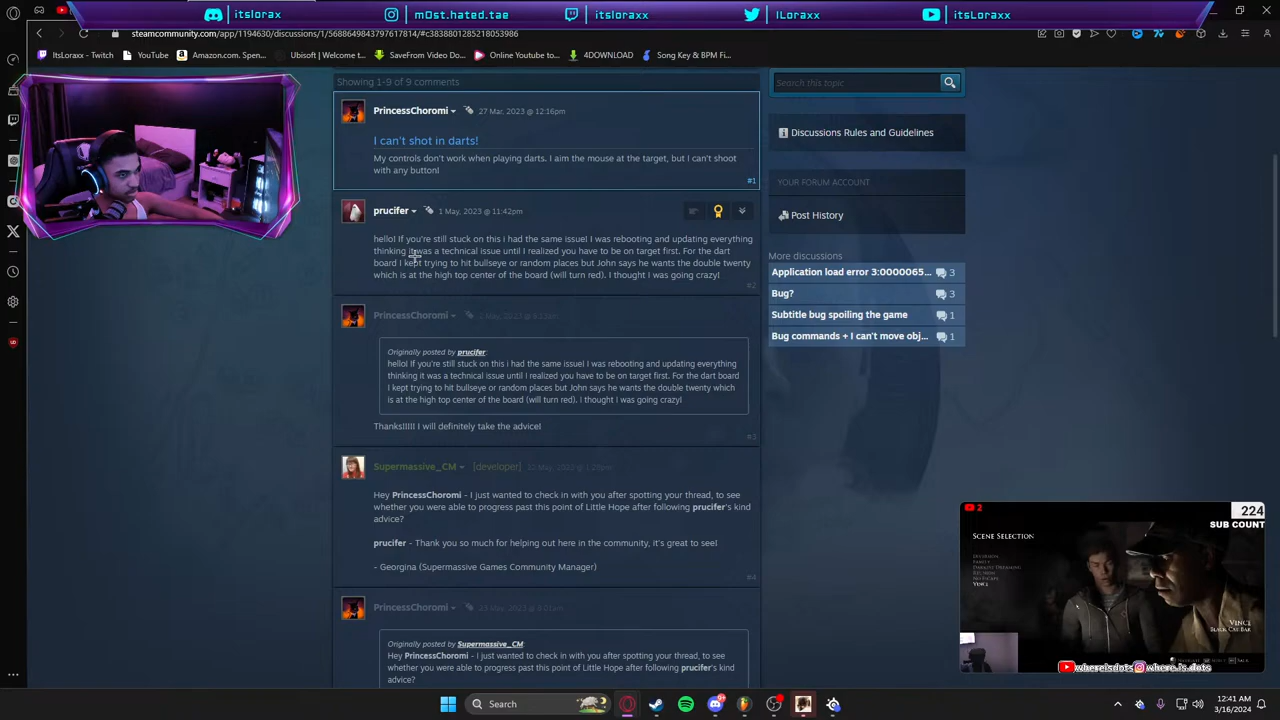 itslorax
m0st.hated.tae
itslorax x
lLoraxx
itsLoraxx
steamcommunity.com/app/1194630/discussions/1/5688649843797617814/#c3838801285218053986
ItsLoraxx - Twitch
YouTube
Amazon.com. Spen...
Ubisoft | Welcome t...
SaveFrom Video Do...
Online Youtube to...
4DOWNLOAD
Song Key & BPM Fi...
Showing 1-9 of 9 comments
Search this topic
PrincessChoromi
27 Mar, 2023 @ 12:16pm
I can't shot in darts!
My controls don't work when playing darts. I aim the mouse at the target, but I can't shoot
with any button!
#1
Discussions Rules and Guidelines
YOUR FORUM ACCOUNT
Post History
More discussions
Application load error 3:0000065... 3
Bug? 3
Subtitle bug spoiling the game 1
Bug commands + I can't move obj... 1
prucifer
1 May, 2023 @ 11:42pm
hello! If you're still stuck on this i had the same issue! I was rebooting and updating everything
thinking it was a technical issue until I realized you have to be on target first. For the dart
board I kept trying to hit bullseye or random places but John says he wants the double twenty
which is at the high top center of the board (will turn red). I thought I was going crazy!
#2
PrincessChoromi
Originally posted by prucifer:
hello! If you're still stuck on this i had the same issue! I was rebooting and updating everything
thinking it was a technical issue until I realized you have to be on target first. For the dart board
I kept trying to hit bullseye or random places but John says he wants the double twenty which
is at the high top center of the board (will turn red). I thought I was going crazy!
Thanks!!!!! I will definitely take the advice!
#3
Supermassive_CM [developer]
Hey PrincessChoromi - I just wanted to check in with you after spotting your thread, to see
whether you were able to progress past this point of Little Hope after following prucifer's kind
advice?
prucifer - Thank you so much for helping out here in the community, it's great to see!
- Georgina (Supermassive Games Community Manager)
#4
PrincessChoromi
Originally posted by Supermassive_CM:
Hey PrincessChoromi - I just wanted to check in with you after spotting your thread, to see
whether you were able to progress past this point of Little Hope after following prucifer's kind
advice?
2
224
SUB COUNT
SCENE SELECTION
VINCE
VINCE
BLACK CAT BAR
Search
12:41 AM
3/16/2024